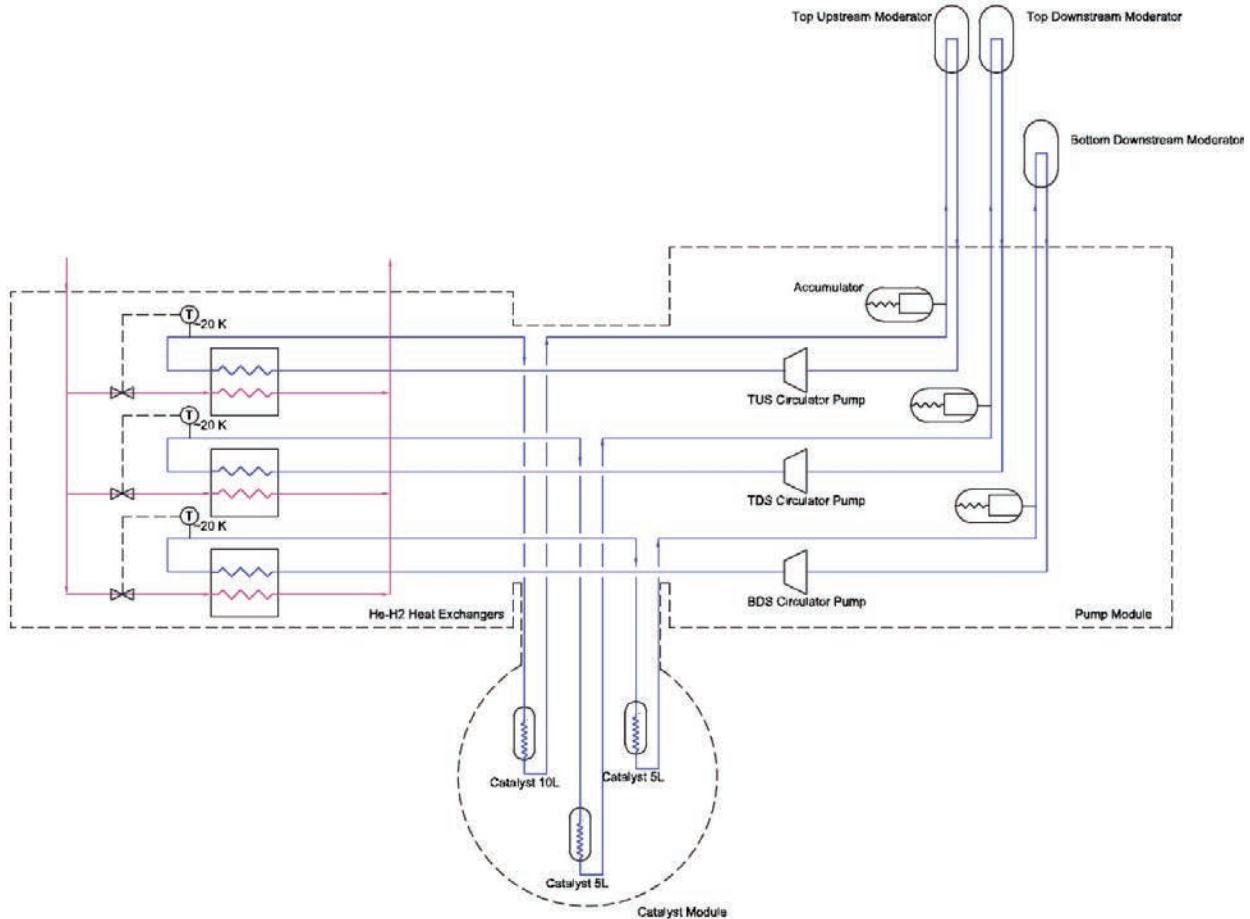 Top Upstream Moderator
Top Downstream Moderator
Bottom Downstream Moderator
Accumulator
T
~20 K
TUS Circulator Pump
T
~20 K
TDS Circulator Pump
T
~20 K
BDS Circulator Pump
He-H2 Heat Exchangers
Pump Module
Catalyst 10L
Catalyst 5L
Catalyst 5L
Catalyst Module